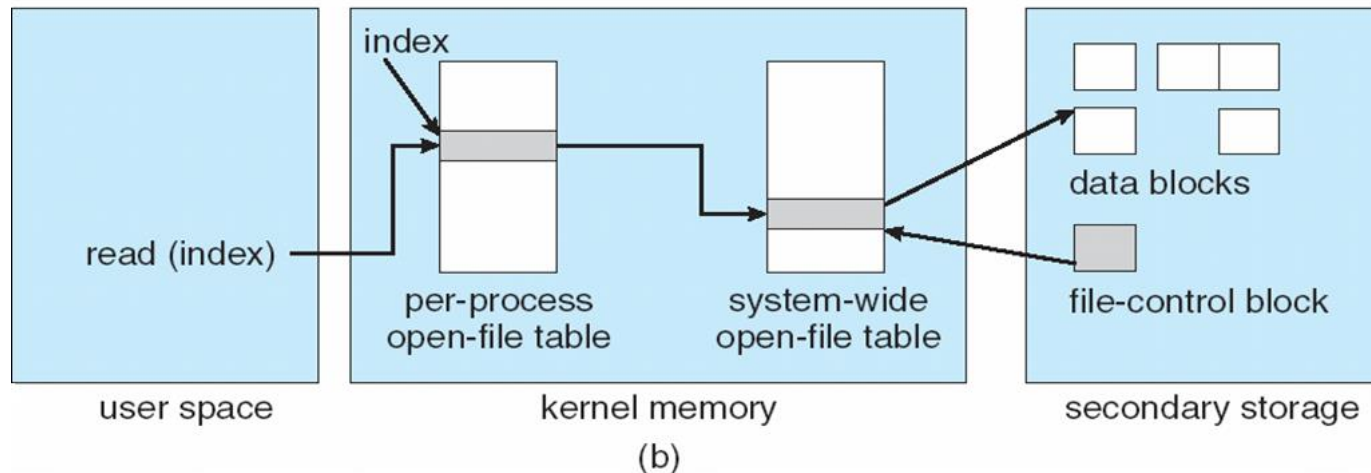 index
read (index)
per-process
open-file table
system-wide
open-file table
data blocks
file-control block
user space
kernel memory
secondary storage
(b)